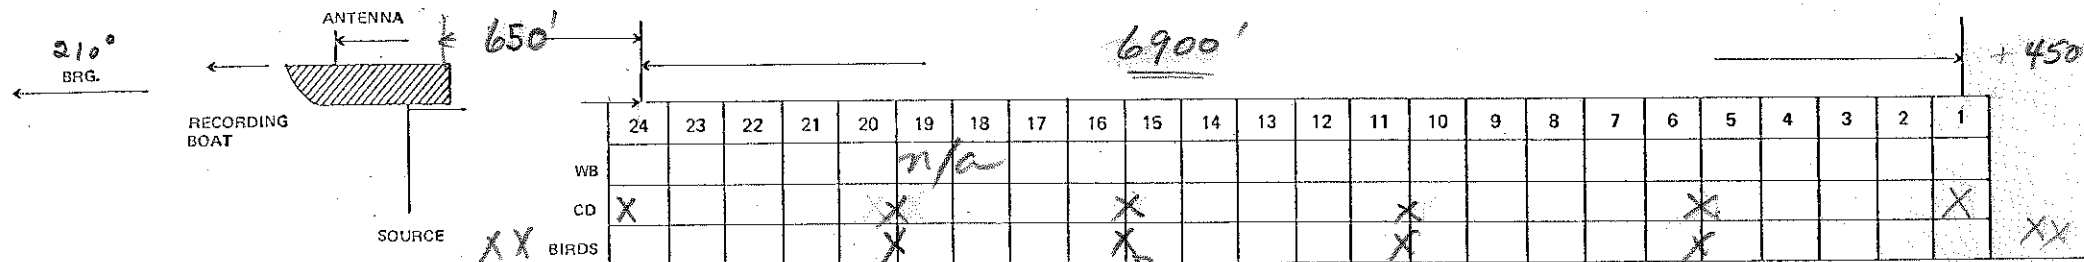 ANTENNA
210°
BRG.
650'
6900'
+ 450
RECORDING
BOAT
24 23 22 21 20 19 18 17 16 15 14 13 12 11 10 9 8 7 6 5 4 3 2 1
WB n/a
CD X X X X X X
SOURCE
X X BIRDS X X X X XX